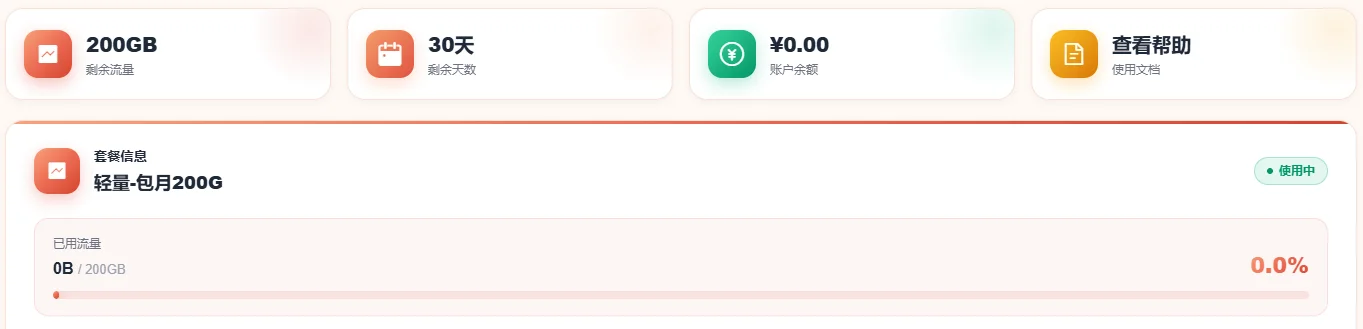 200GB
剩余流量
30天
剩余天数
¥0.00
账户余额
查看帮助
使用文档
套餐信息
轻量-包月200G
使用中
已用流量
0B / 200GB
0.0%